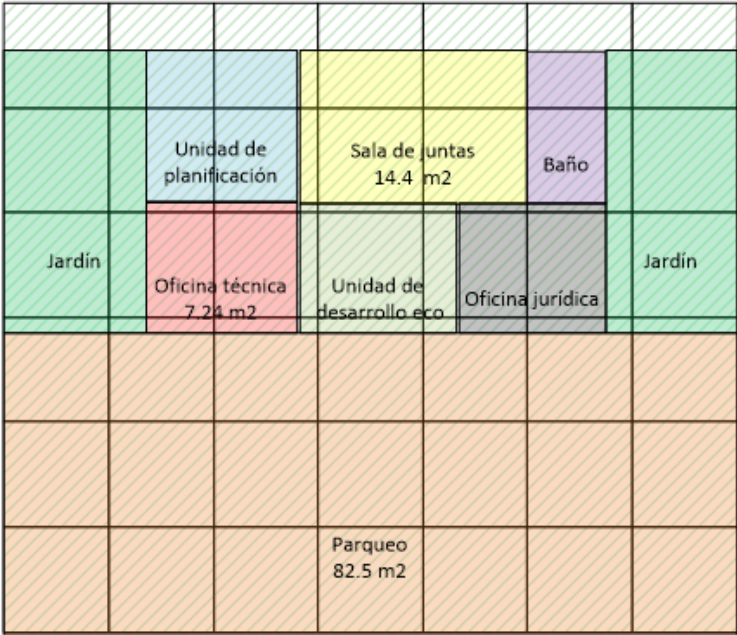 Unidad de
planificación
Sala de juntas
14.4 m2
Baño
Jardín
Oficina técnica
7.24 m2
Unidad de
desarrollo eco
Oficina jurídica
Jardín
Parqueo
82.5 m2